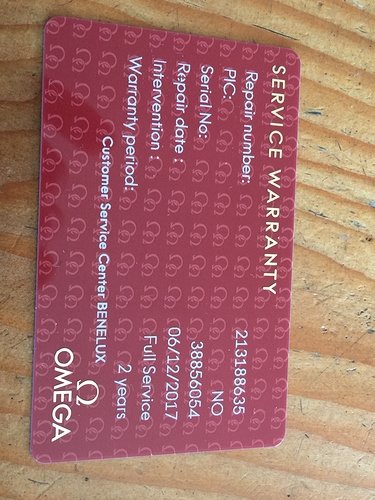 SERVICE WARRANTY
Repair number: 213188635
PIC: NO
Serial No: 38856054
Repair date : 06/12/2017
Intervention : Full Service
Warranty period: 2 years
Customer Service Center BENELUX
Ω
OMEGA